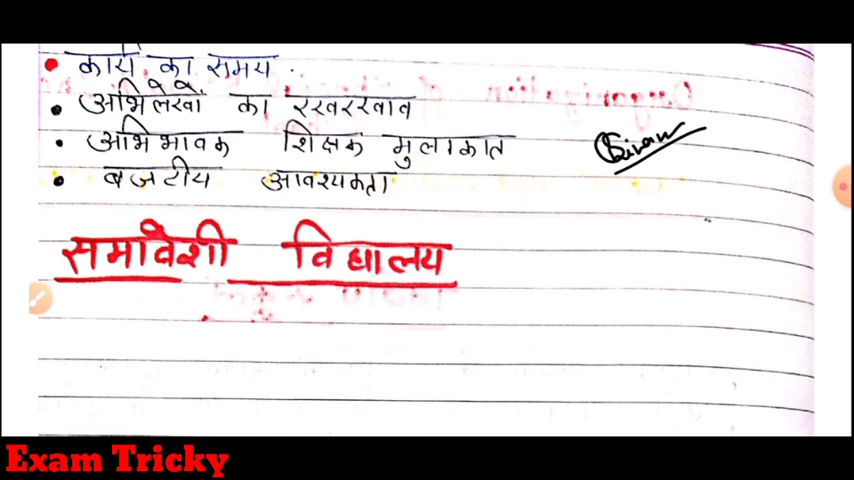 कार्य का समय .
अभिलेखों का रखरखाव
अभिभावक शिक्षक मुलाकात
बजटीय आवश्यकता
समावेशी विद्यालय
Exam Tricky